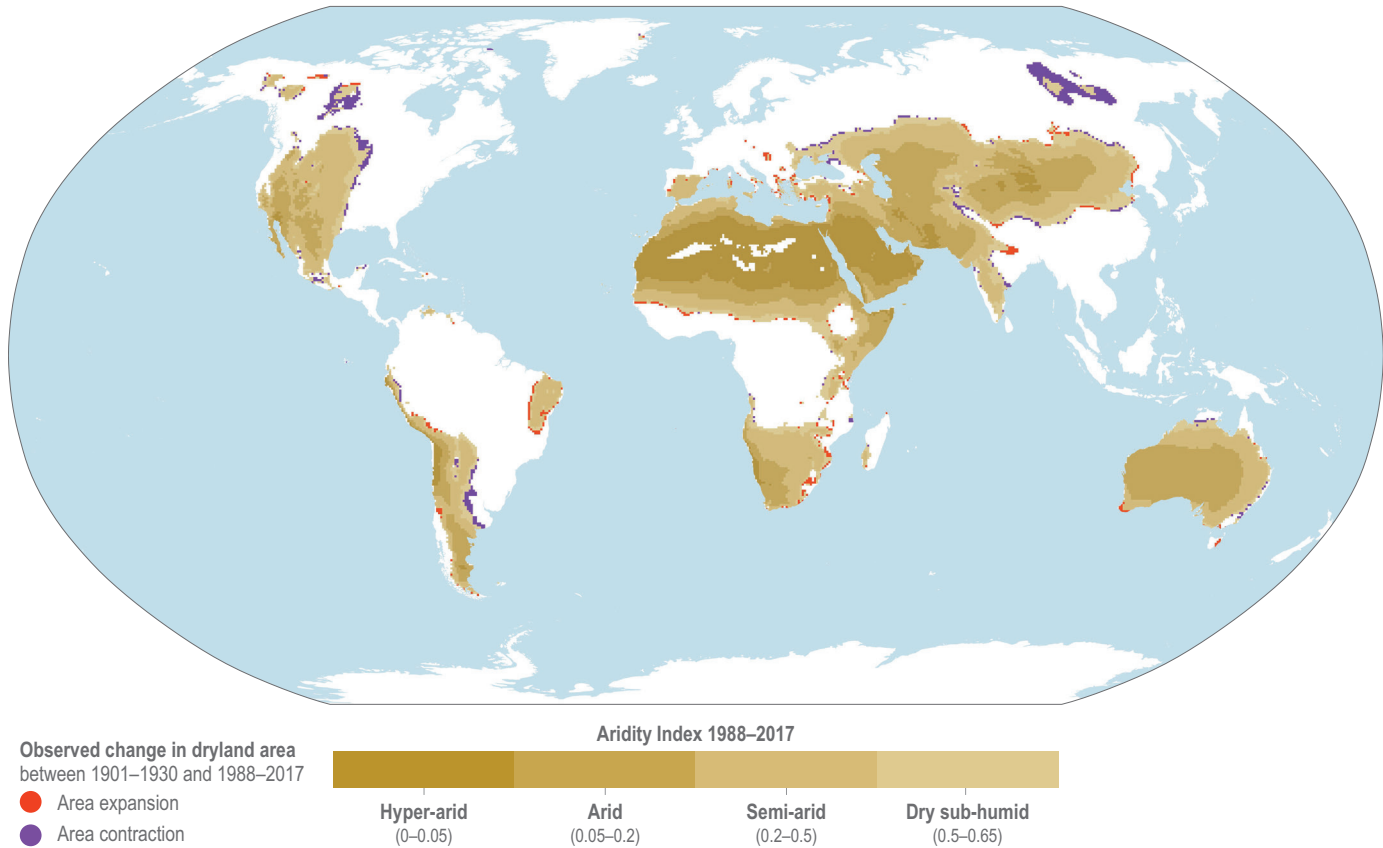 Observed change in dryland area
between 1901–1930 and 1988–2017
Area expansion
Area contraction
Aridity Index 1988–2017
Hyper-arid
(0–0.05)
Arid
(0.05–0.2)
Semi-arid
(0.2–0.5)
Dry sub-humid
(0.5–0.65)